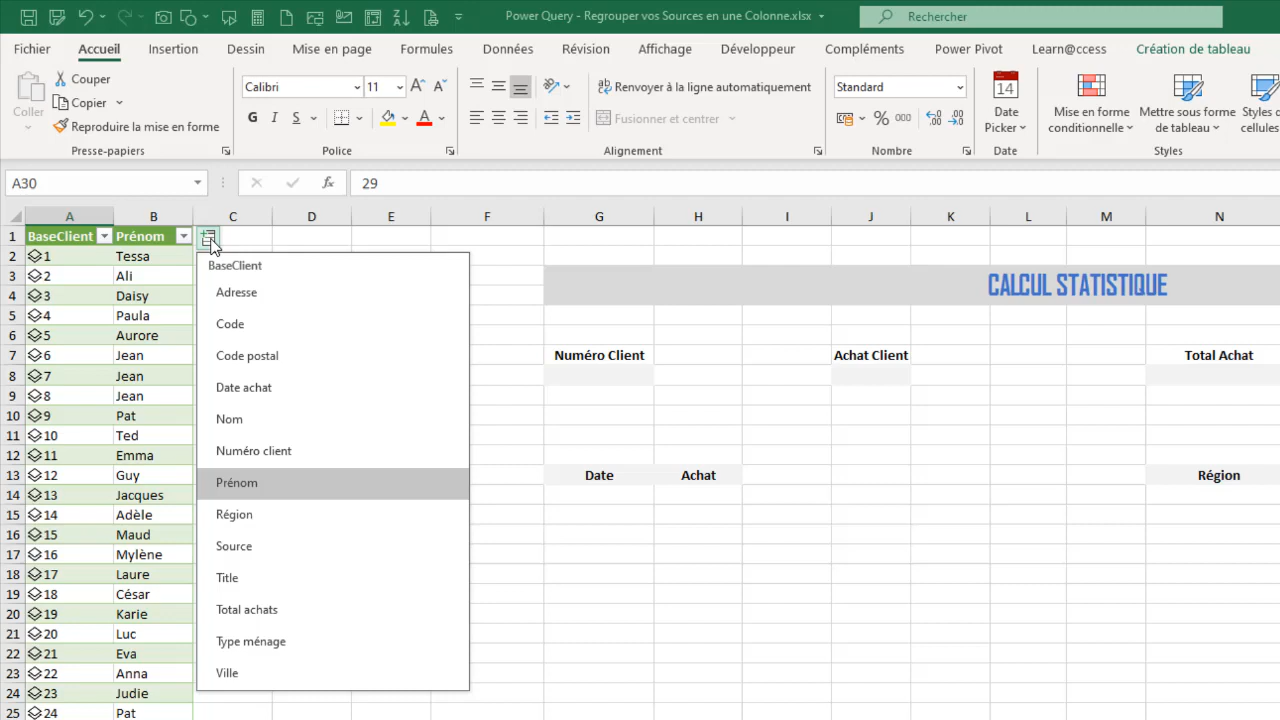 Power Query - Regrouper vos Sources en une Colonne.xlsx
Rechercher
Fichier Accueil Insertion Dessin Mise en page Formules Données Révision Affichage Développeur Compléments Power Pivot Learn@ccess Création de tableau
Coller
Couper
Copier
Reproduire la mise en forme
Presse-papiers
Calibri 11
G I S
Police
Renvoyer à la ligne automatiquement
Fusionner et centrer
Alignement
Standard
% 000
Nombre
14
Date
Picker
Date
Mise en forme
conditionnelle
Mettre sous forme
de tableau
Styles d
cellules
Styles
A30 fx 29
A B C D E F G H I J K L M N
1 BaseClient Prénom
2 1 Tessa
3 2 Ali
4 3 Daisy
5 4 Paula
6 5 Aurore
7 6 Jean
8 7 Jean
9 8 Jean
10 9 Pat
11 10 Ted
12 11 Emma
13 12 Guy
14 13 Jacques
15 14 Adèle
16 15 Maud
17 16 Mylène
18 17 Laure
19 18 César
20 19 Karie
21 20 Luc
22 21 Eva
23 22 Anna
24 23 Judie
25 24 Pat
BaseClient
Adresse
Code
Code postal
Date achat
Nom
Numéro client
Prénom
Région
Source
Title
Total achats
Type ménage
Ville
CALCUL STATISTIQUE
Numéro Client Achat Client Total Achat
Date Achat Région